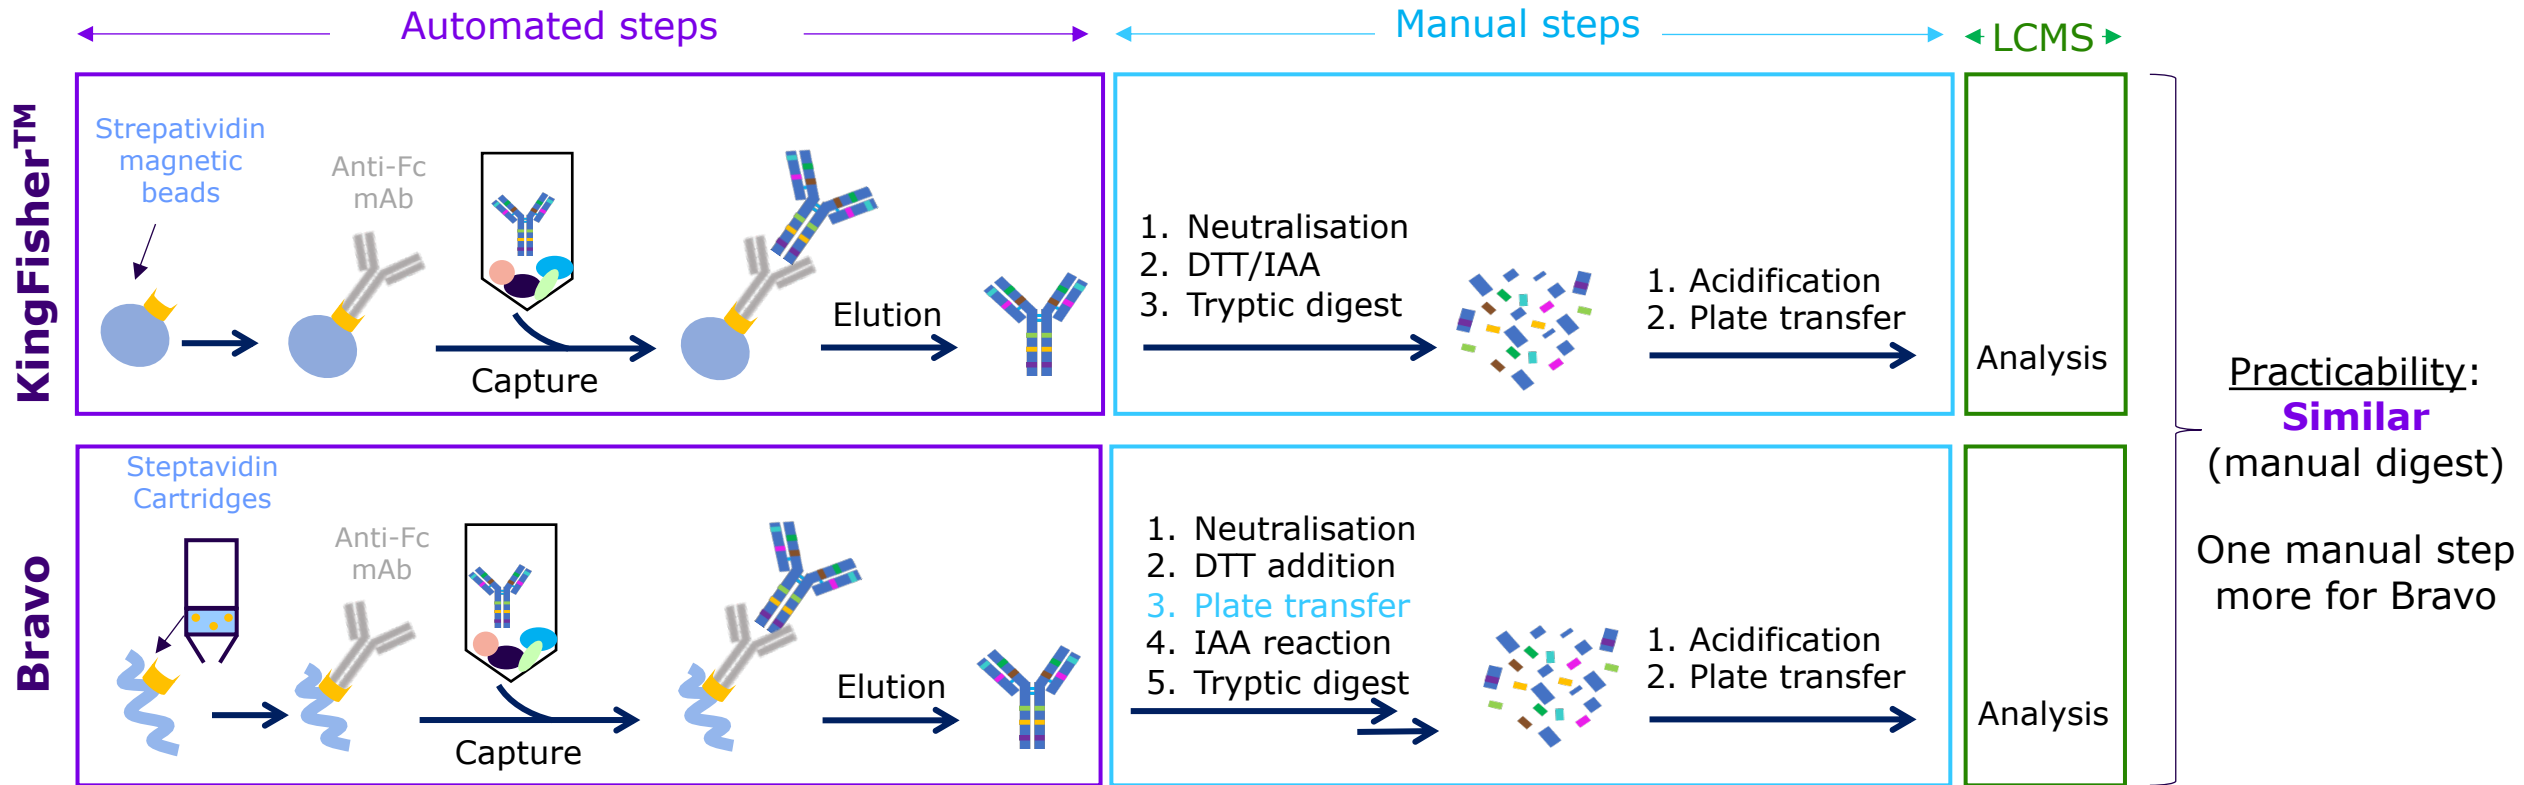 Automated steps
Manual steps
LCMS
KingFisher™
Strepatividin
magnetic
beads
Anti-Fc
mAb
Capture
Elution
1. Neutralisation
2. DTT/IAA
3. Tryptic digest
1. Acidification
2. Plate transfer
Analysis
Bravo
Steptavidin
Cartridges
Anti-Fc
mAb
Capture
Elution
1. Neutralisation
2. DTT addition
3. Plate transfer
4. IAA reaction
5. Tryptic digest
1. Acidification
2. Plate transfer
Analysis
Practicability:
Similar
(manual digest)
One manual step
more for Bravo